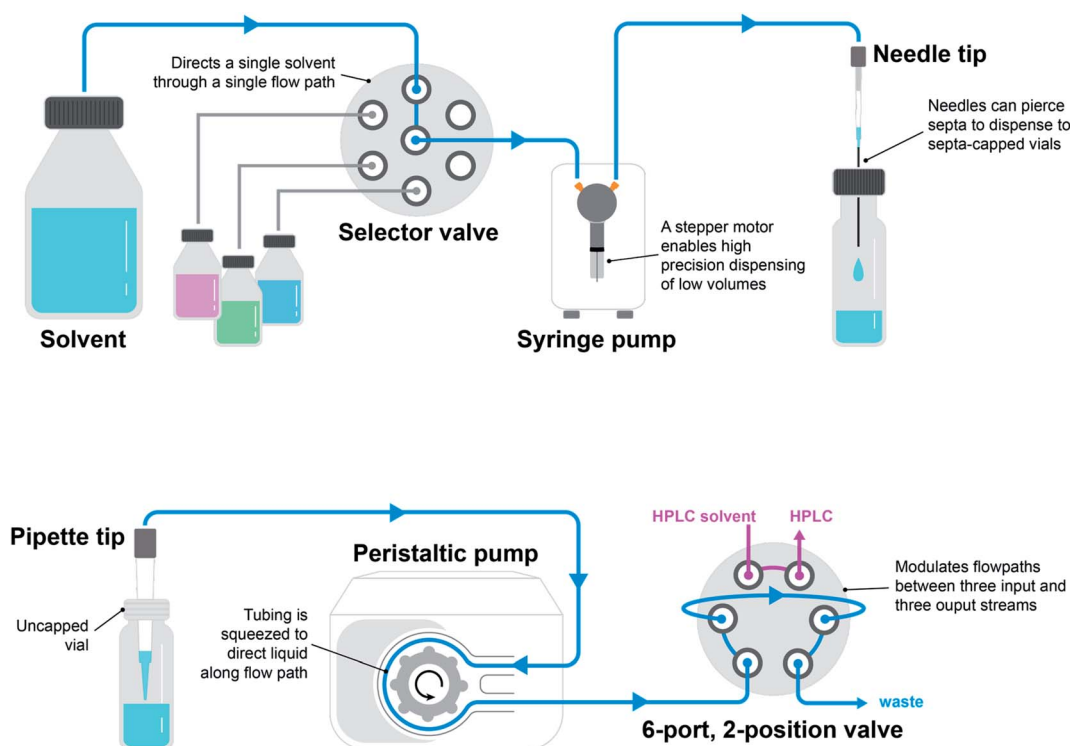 Directs a single solvent
through a single flow path
Needle tip
Needles can pierce
septa to dispense to
septa-capped vials
Selector valve
A stepper motor
enables high
precision dispensing
of low volumes
Solvent
Syringe pump
Pipette tip
Peristaltic pump
HPLC solvent
HPLC
Modulates flowpaths
between three input and
three ouput streams
Uncapped
vial
Tubing is
squeezed to
direct liquid
along flow path
waste
6-port, 2-position valve